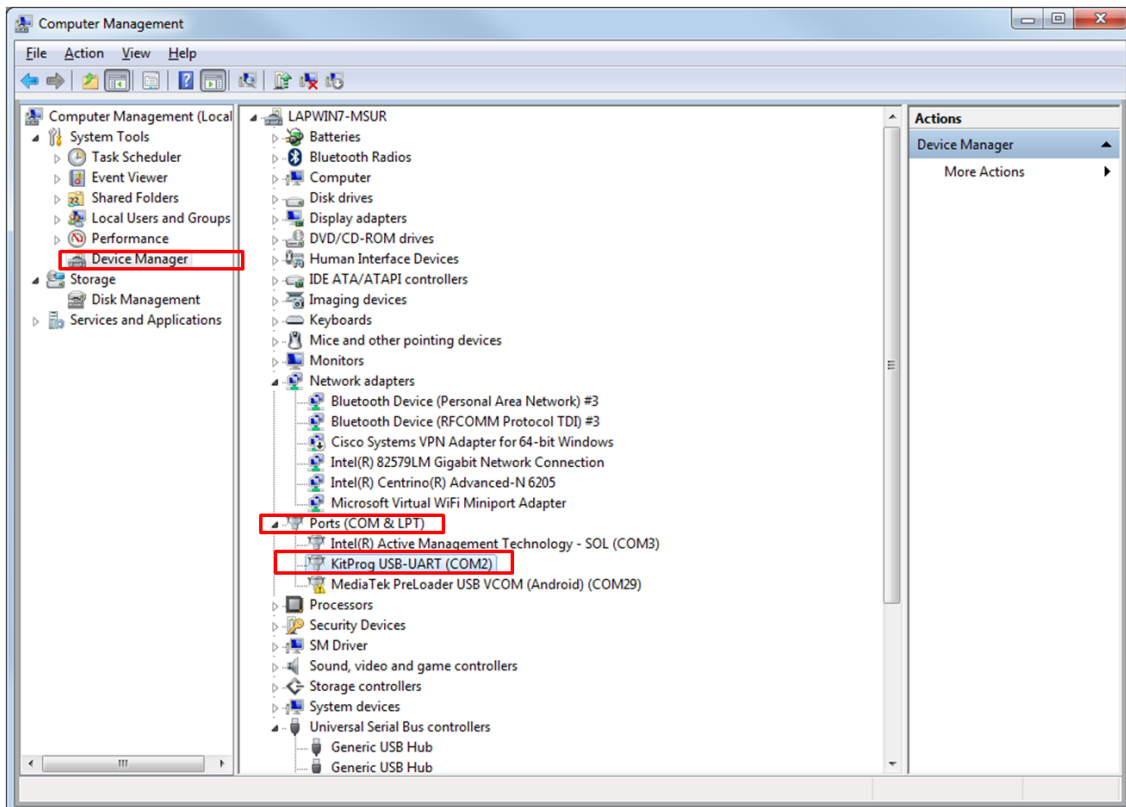 Computer Management
File Action View Help
Computer Management (Local
System Tools
Task Scheduler
Event Viewer
Shared Folders
Local Users and Groups
Performance
Device Manager
Storage
Disk Management
Services and Applications
LAPWIN7-MSUR
Batteries
Bluetooth Radios
Computer
Disk drives
Display adapters
DVD/CD-ROM drives
Human Interface Devices
IDE ATA/ATAPI controllers
Imaging devices
Keyboards
Mice and other pointing devices
Monitors
Network adapters
Bluetooth Device (Personal Area Network) #3
Bluetooth Device (RFCOMM Protocol TDI) #3
Cisco Systems VPN Adapter for 64-bit Windows
Intel(R) 82579LM Gigabit Network Connection
Intel(R) Centrino(R) Advanced-N 6205
Microsoft Virtual WiFi Miniport Adapter
Ports (COM & LPT)
Intel(R) Active Management Technology - SOL (COM3)
KitProg USB-UART (COM2)
MediaTek PreLoader USB VCOM (Android) (COM29)
Processors
Security Devices
SM Driver
Sound, video and game controllers
Storage controllers
System devices
Universal Serial Bus controllers
Generic USB Hub
Generic USB Hub
Actions
Device Manager
More Actions